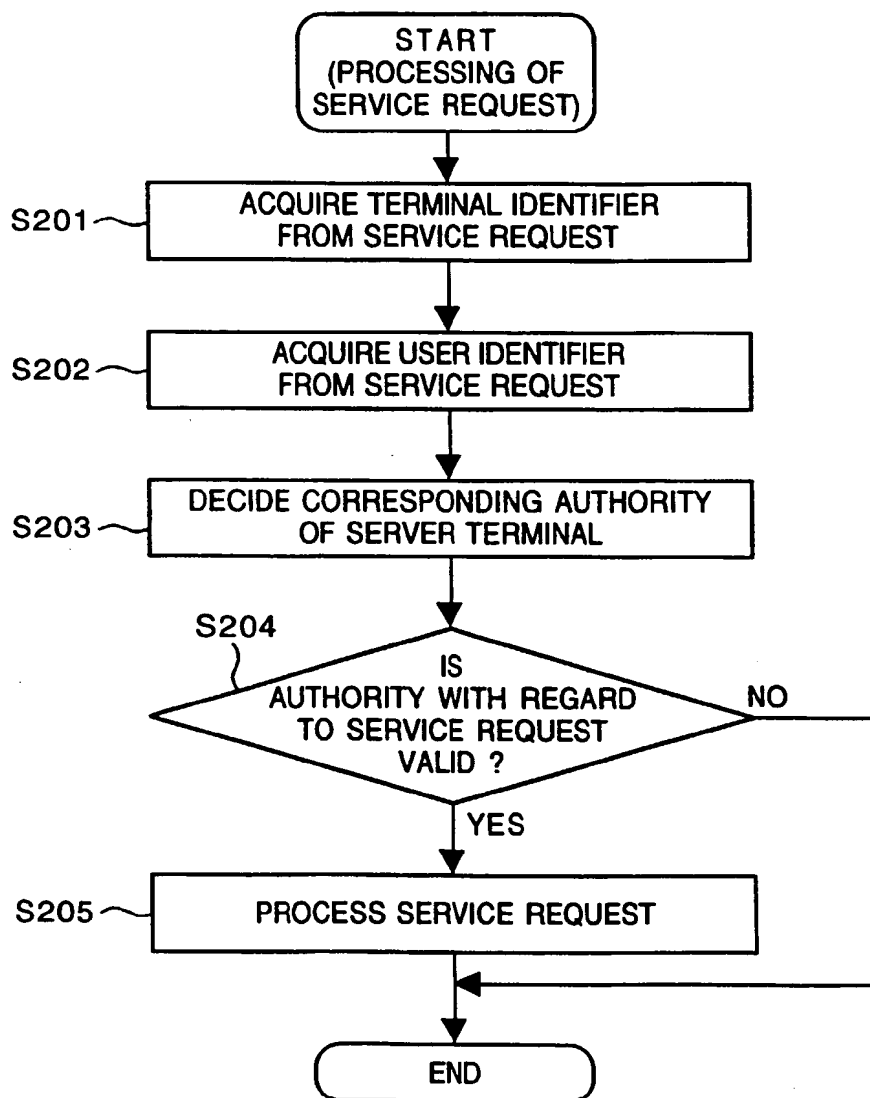 START
(PROCESSING OF
SERVICE REQUEST)
S201
ACQUIRE TERMINAL IDENTIFIER
FROM SERVICE REQUEST
S202
ACQUIRE USER IDENTIFIER
FROM SERVICE REQUEST
S203
DECIDE CORRESPONDING AUTHORITY
OF SERVER TERMINAL
S204
IS
AUTHORITY WITH REGARD
TO SERVICE REQUEST
VALID ?
NO
YES
S205
PROCESS SERVICE REQUEST
END